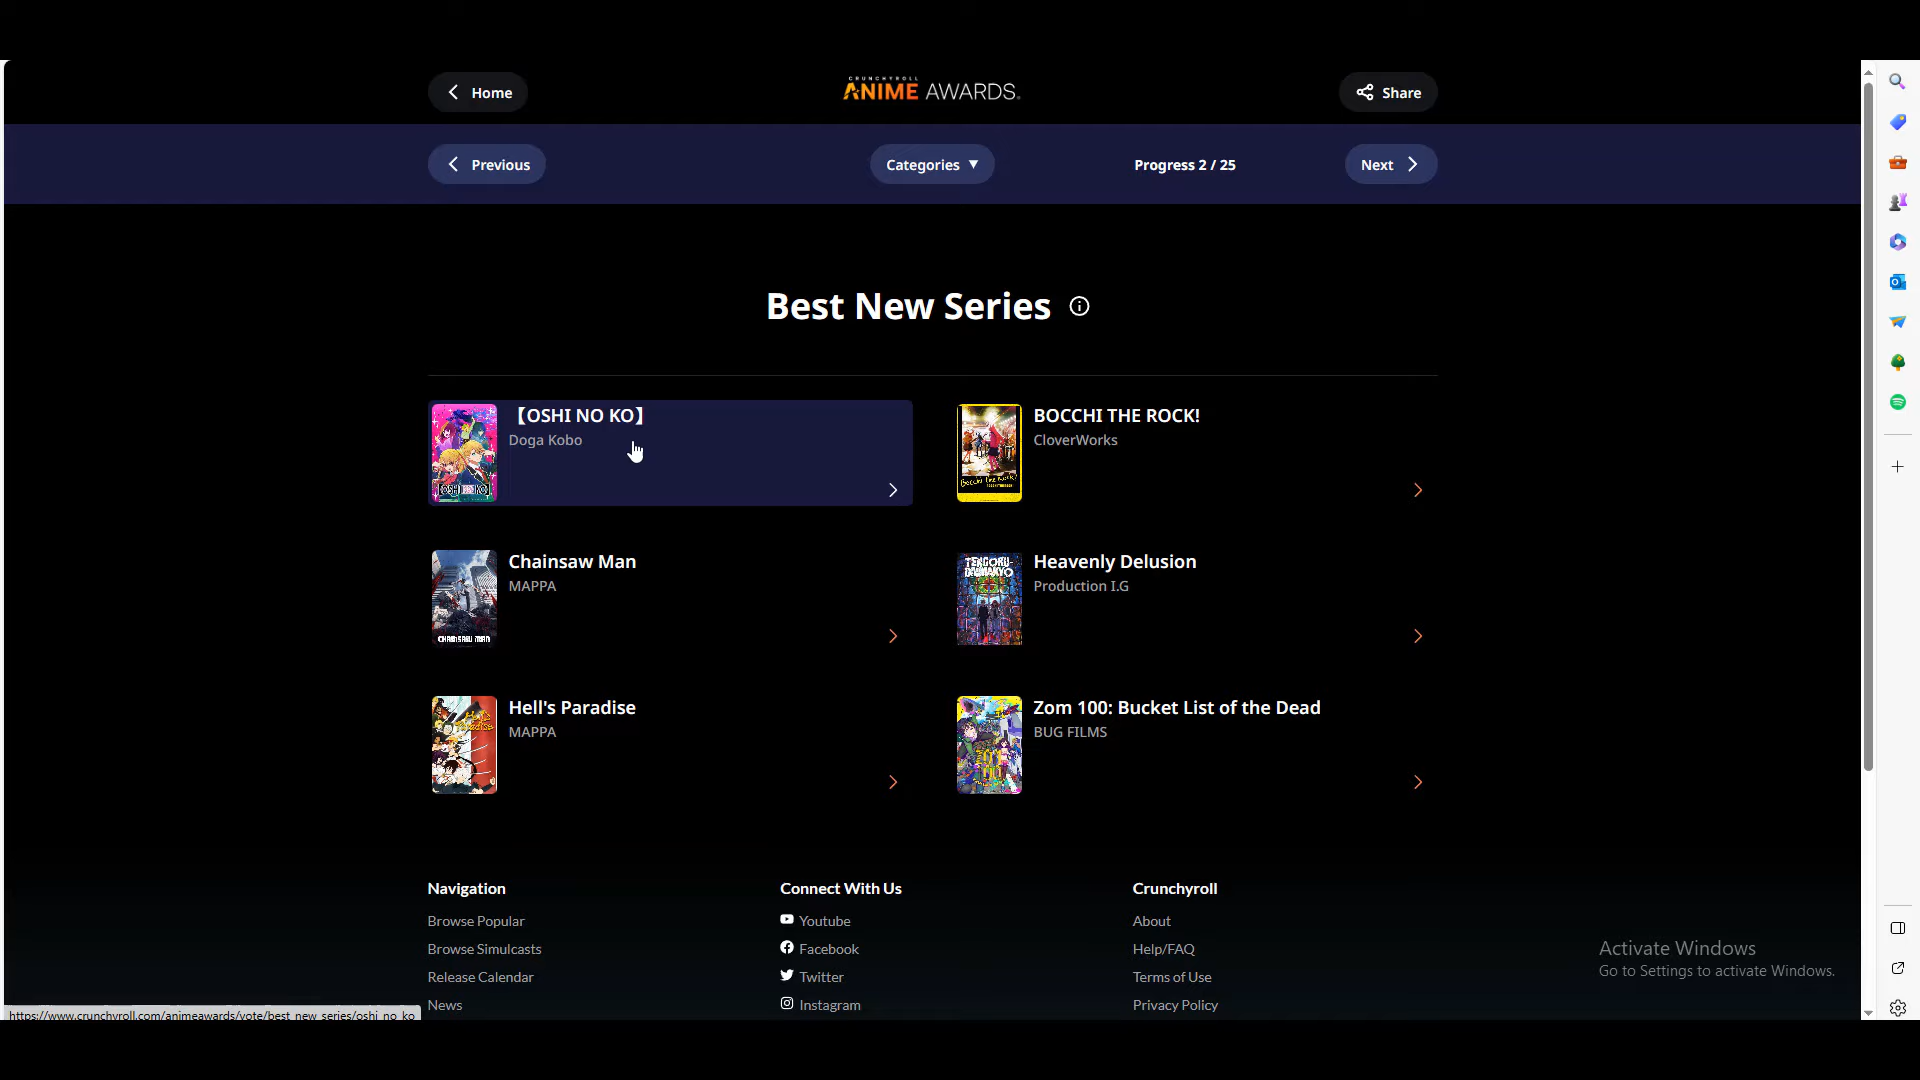 Home
CRUNCHYROLL
ANIME AWARDS.
Share
Previous
Categories ▼
Progress 2 / 25
Next
Best New Series
【OSHI NO KO】
Doga Kobo
BOCCHI THE ROCK!
CloverWorks
Chainsaw Man
MAPPA
CHAINSAW MAN
Heavenly Delusion
Production I.G
Hell's Paradise
MAPPA
Zom 100: Bucket List of the Dead
BUG FILMS
Navigation
Browse Popular
Browse Simulcasts
Release Calendar
News
Connect With Us
Youtube
Facebook
Twitter
Instagram
Crunchyroll
About
Help/FAQ
Terms of Use
Privacy Policy
Activate Windows
Go to Settings to activate Windows.
https://www.crunchyroll.com/animeawards/vote/best_new_series/oshi_no_ko